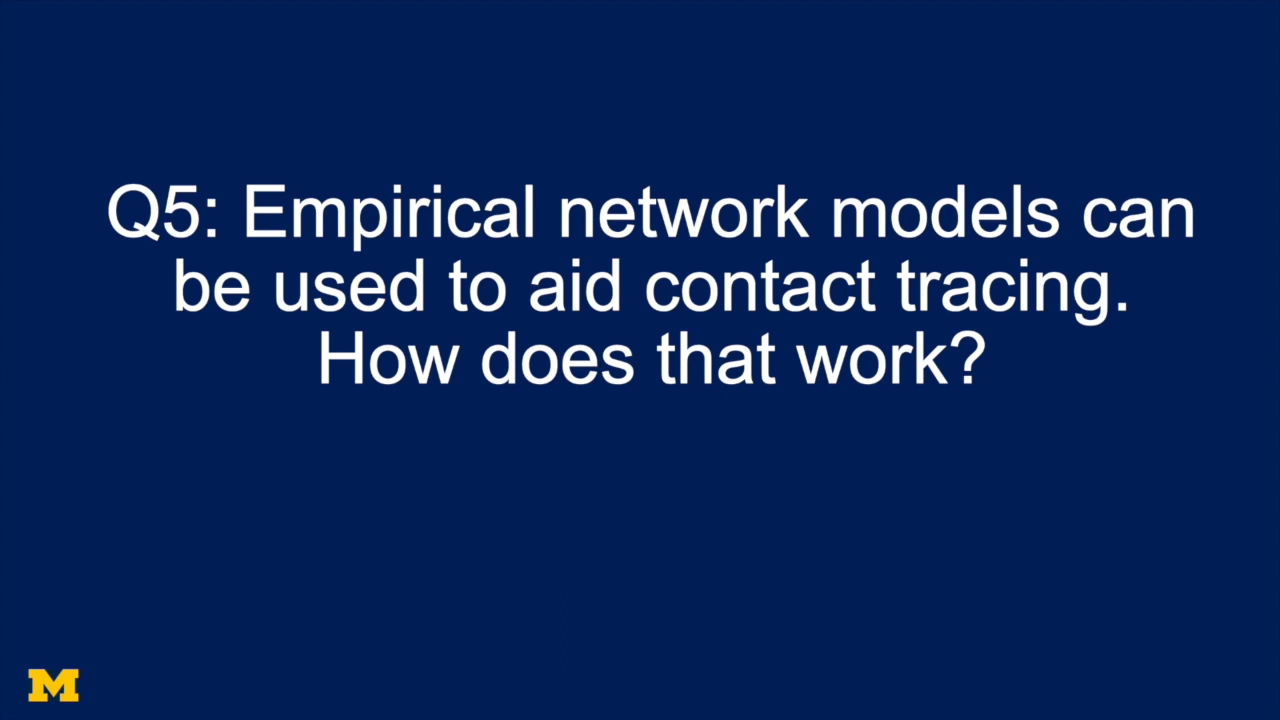 Q5: Empirical network models can
be used to aid contact tracing.
How does that work?
M